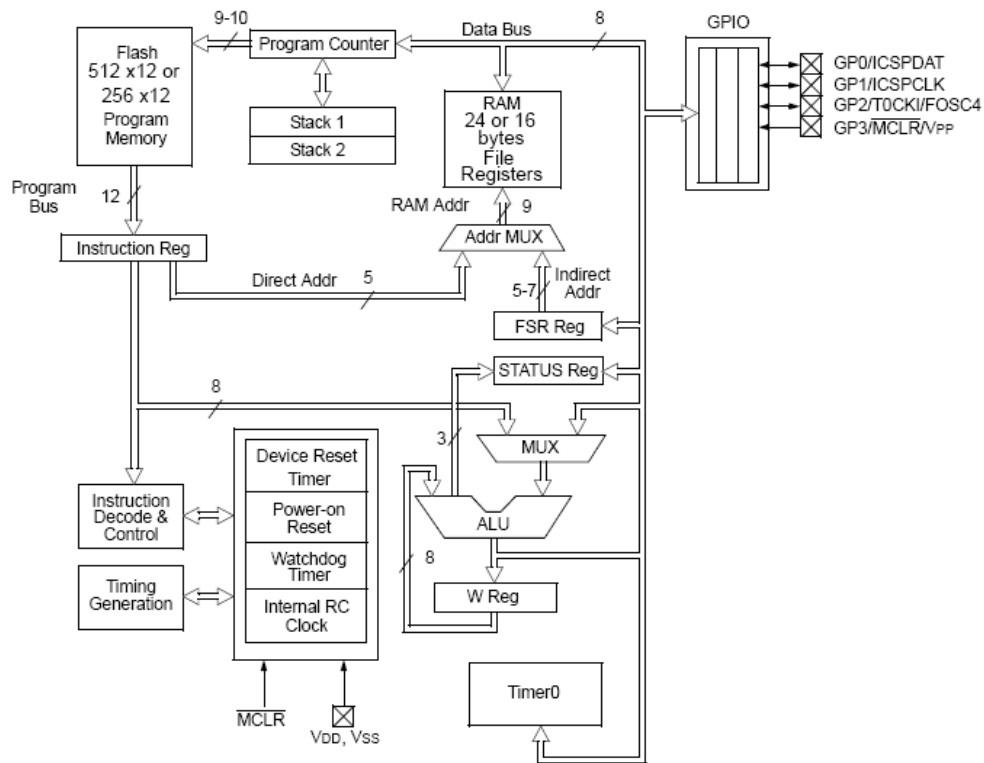 9-10
Data Bus
8
GPIO
Flash
512 x12 or
256 x12
Program
Memory
Program Counter
Stack 1
Stack 2
RAM
24 or 16
bytes
File
Registers
GP0/ICSPDAT
GP1/ICSPCLK
GP2/T0CKI/FOSC4
GP3/MCLR/VPP
Program
Bus
12
RAM Addr
9
Addr MUX
Instruction Reg
Direct Addr
5
5-7
Indirect
Addr
FSR Reg
STATUS Reg
8
3
MUX
Device Reset
Timer
Power-on
Reset
Watchdog
Timer
Internal RC
Clock
Instruction
Decode &
Control
Timing
Generation
ALU
8
W Reg
Timer0
MCLR
VDD, VSS